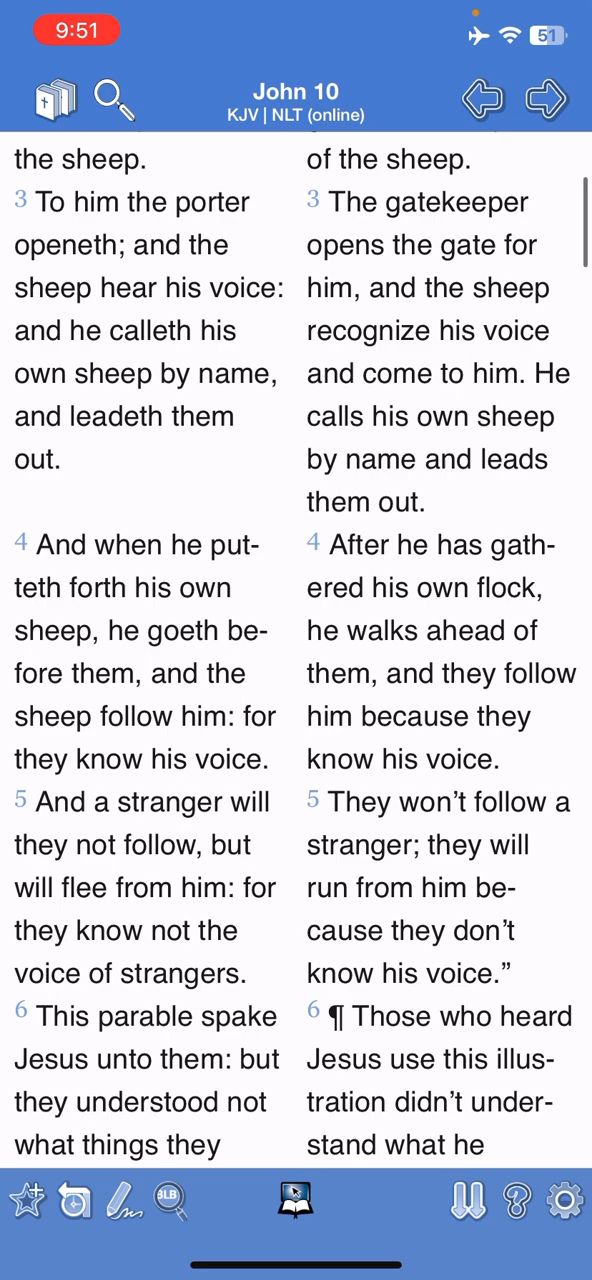 9:51
51
John 10
KJV | NLT (online)
the sheep.
3 To him the porter
openeth; and the
sheep hear his voice:
and he calleth his
own sheep by name,
and leadeth them
out.
4 And when he put-
teth forth his own
sheep, he goeth be-
fore them, and the
sheep follow him: for
they know his voice.
5 And a stranger will
they not follow, but
will flee from him: for
they know not the
voice of strangers.
6 This parable spake
Jesus unto them: but
they understood not
what things they
of the sheep.
3 The gatekeeper
opens the gate for
him, and the sheep
recognize his voice
and come to him. He
calls his own sheep
by name and leads
them out.
4 After he has gath-
ered his own flock,
he walks ahead of
them, and they follow
him because they
know his voice.
5 They won’t follow a
stranger; they will
run from him be-
cause they don’t
know his voice.”
6 ¶ Those who heard
Jesus use this illus-
tration didn’t under-
stand what he
BLB